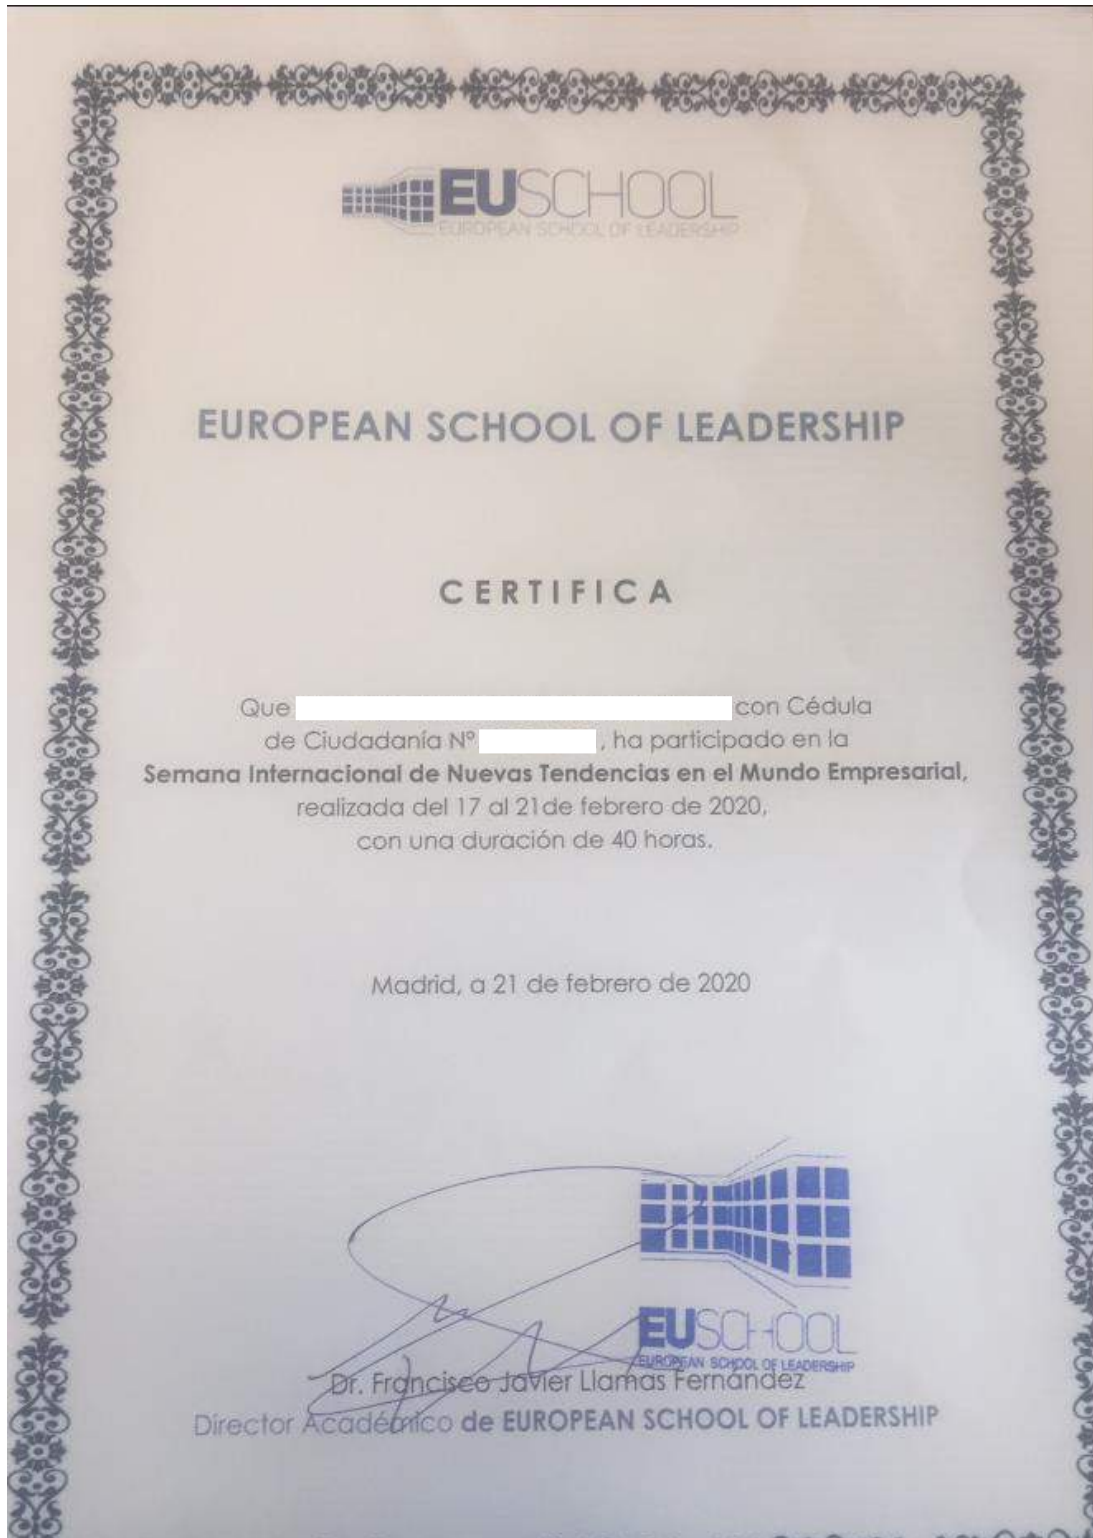 EUSCHOOL
EUROPEAN SCHOOL OF LEADERSHIP
EUROPEAN SCHOOL OF LEADERSHIP
CERTIFICA
Que con Cédula
de Ciudadanía Nº , ha participado en la
Semana Internacional de Nuevas Tendencias en el Mundo Empresarial,
realizada del 17 al 21de febrero de 2020,
con una duración de 40 horas.
Madrid, a 21 de febrero de 2020
EUSCHOOL
EUROPEAN SCHOOL OF LEADERSHIP
Dr. Francisco Javier Llamas Fernández
Director Académico de EUROPEAN SCHOOL OF LEADERSHIP